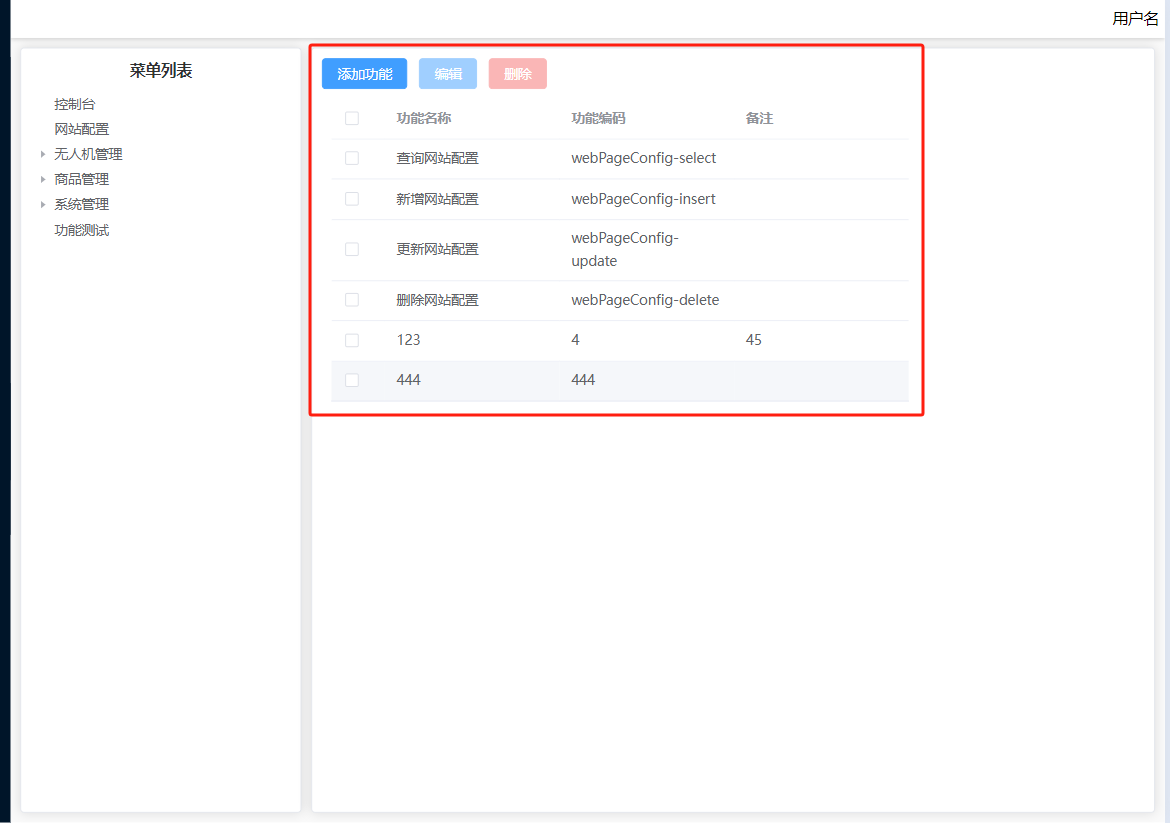 用户名
菜单列表
控制台
网站配置
无人机管理
商品管理
系统管理
功能测试
添加功能 编辑 删除
功能名称 功能编码 备注
查询网站配置 webPageConfig-select
新增网站配置 webPageConfig-insert
更新网站配置 webPageConfig-
update
删除网站配置 webPageConfig-delete
123 4 45
444 444